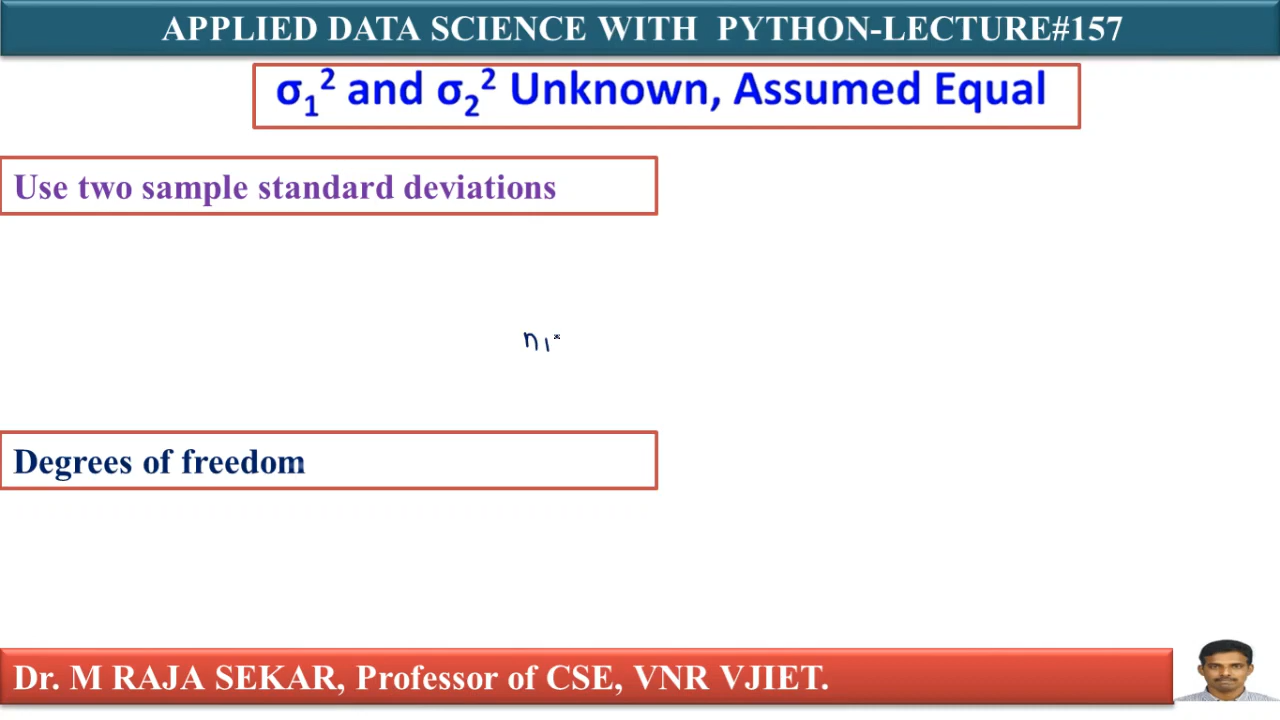 APPLIED DATA SCIENCE WITH PYTHON-LECTURE#157
σ₁² and σ₂² Unknown, Assumed Equal
Use two sample standard deviations
n₁
Degrees of freedom
Dr. M RAJA SEKAR, Professor of CSE, VNR VJIET.